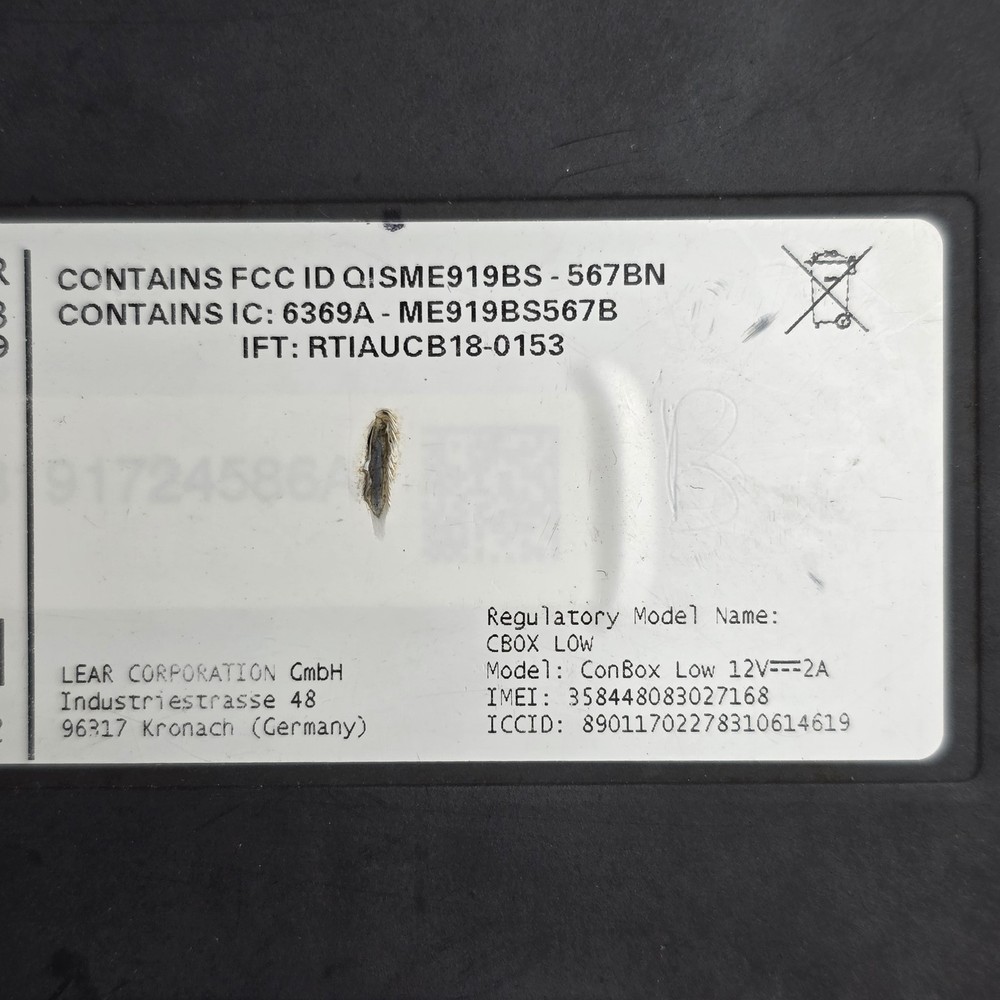 CONTAINS FCC ID QISME919BS - 567BN
CONTAINS IC: 6369A - ME919BS567B
IFT: RTIAUCB18-0153
91724586A
B
Regulatory Model Name:
CBOX LOW
LEAR CORPORATION GmbH
Model: ConBox Low 12V⎓2A
Industriestrasse 48
IMEI: 358448083027168
96317 Kronach (Germany)
ICCID: 89011702278310614619